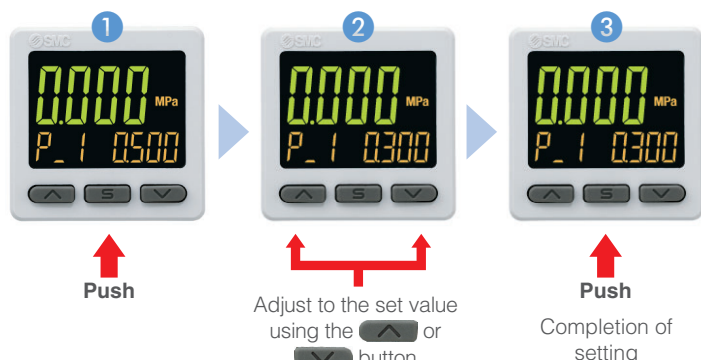 1 2 3
SMC SMC SMC
0.000 MPa 0.000 MPa 0.000 MPa
P_1 0.500 P_1 0.300 P_1 0.300
S S S
Push
Adjust to the set value
using the or
button
Push
Completion of
setting